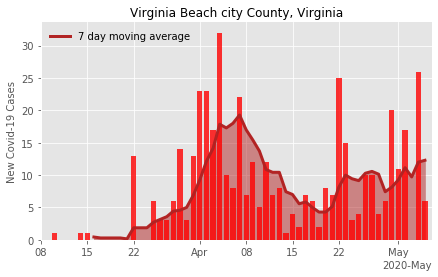 Virginia Beach city County, Virginia
7 day moving average
New Covid-19 Cases
30
25
20
15
10
5
0
08 15 22 Apr 08 15 22 May
2020-May